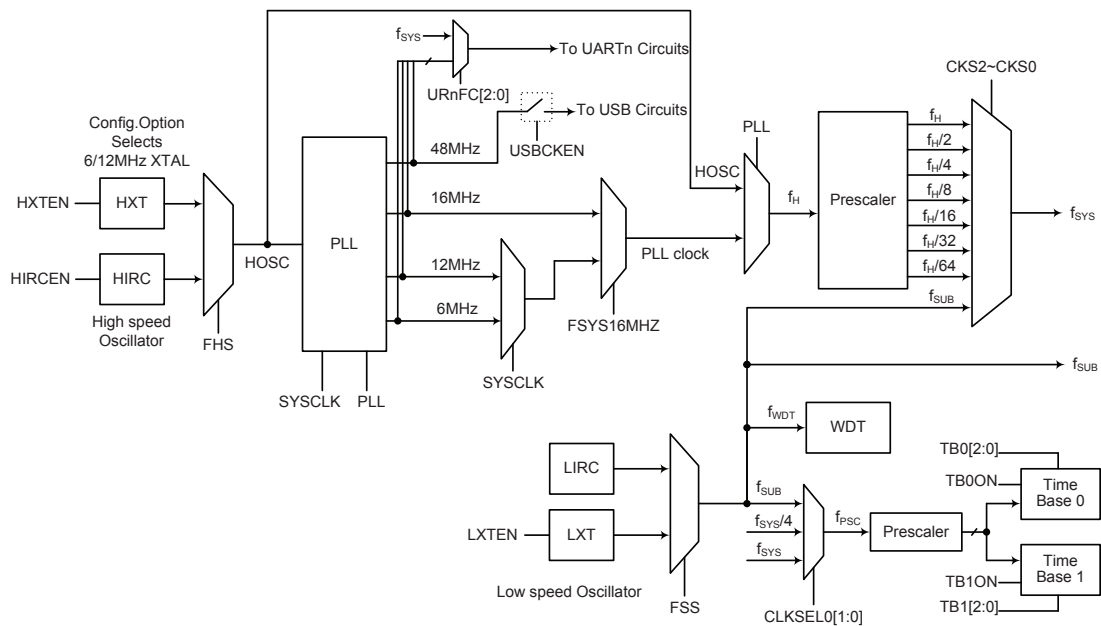 fSYS
To UARTn Circuits
URnFC[2:0]
CKS2~CKS0
To USB Circuits
Config.Option
Selects
6/12MHz XTAL
48MHz
USBCKEN
PLL
HOSC
fH
fH/2
fH/4
fH/8
fH/16
fH/32
fH/64
fSUB
HXTEN
HXT
16MHz
fH
Prescaler
fSYS
HOSC
PLL
PLL clock
HIRCEN
HIRC
12MHz
6MHz
High speed
Oscillator
FHS
FSYS16MHZ
SYSCLK
SYSCLK
PLL
fSUB
fWDT
WDT
LIRC
LXTEN
LXT
Low speed Oscillator
FSS
fSUB
fSYS/4
fSYS
CLKSEL0[1:0]
fPSC
Prescaler
TB0[2:0]
TB0ON
Time
Base 0
Time
Base 1
TB1ON
TB1[2:0]